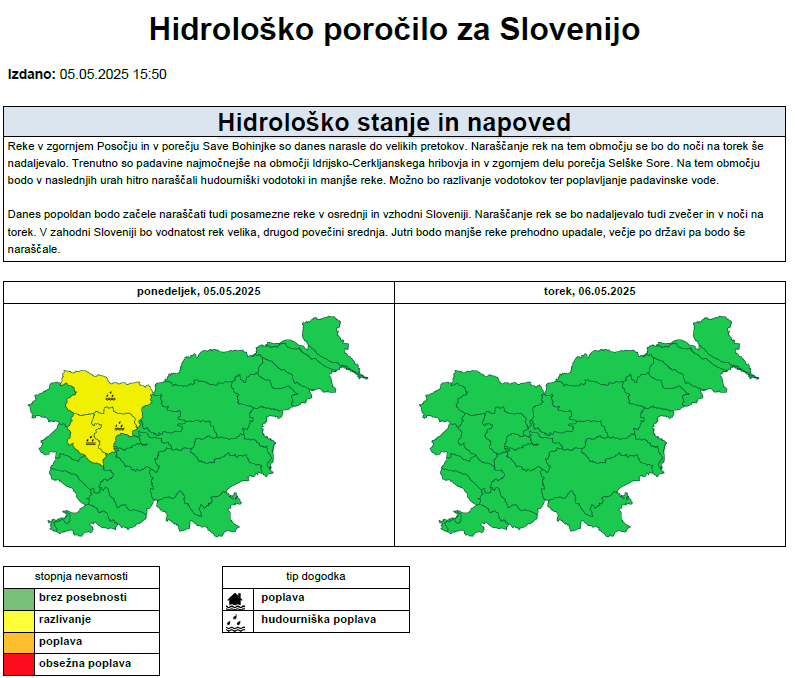 Hidrološko poročilo za Slovenijo
Izdano: 05.05.2025 15:50
Hidrološko stanje in napoved
Reke v zgornjem Posočju in v porečju Save Bohinjke so danes narasle do velikih pretokov. Naraščanje rek na tem območju se bo do noči na torek še
nadaljevalo. Trenutno so padavine najmočnejše na območji Idrijsko-Cerkljanskega hribovja in v zgornjem delu porečja Selške Sore. Na tem območju
bodo v naslednjih urah hitro naraščali hudourniški vodotoki in manjše reke. Možno bo razlivanje vodotokov ter poplavljanje padavinske vode.
Danes popoldan bodo začele naraščati tudi posamezne reke v osrednji in vzhodni Sloveniji. Naraščanje rek se bo nadaljevalo tudi zvečer in v noči na
torek. V zahodni Sloveniji bo vodnatost rek velika, drugod povečini srednja. Jutri bodo manjše reke prehodno upadale, večje po državi pa bodo še
naraščale.
ponedeljek, 05.05.2025
torek, 06.05.2025
stopnja nevarnosti
brez posebnosti
razlivanje
poplava
obsežna poplava
tip dogodka
poplava
hudourniška poplava